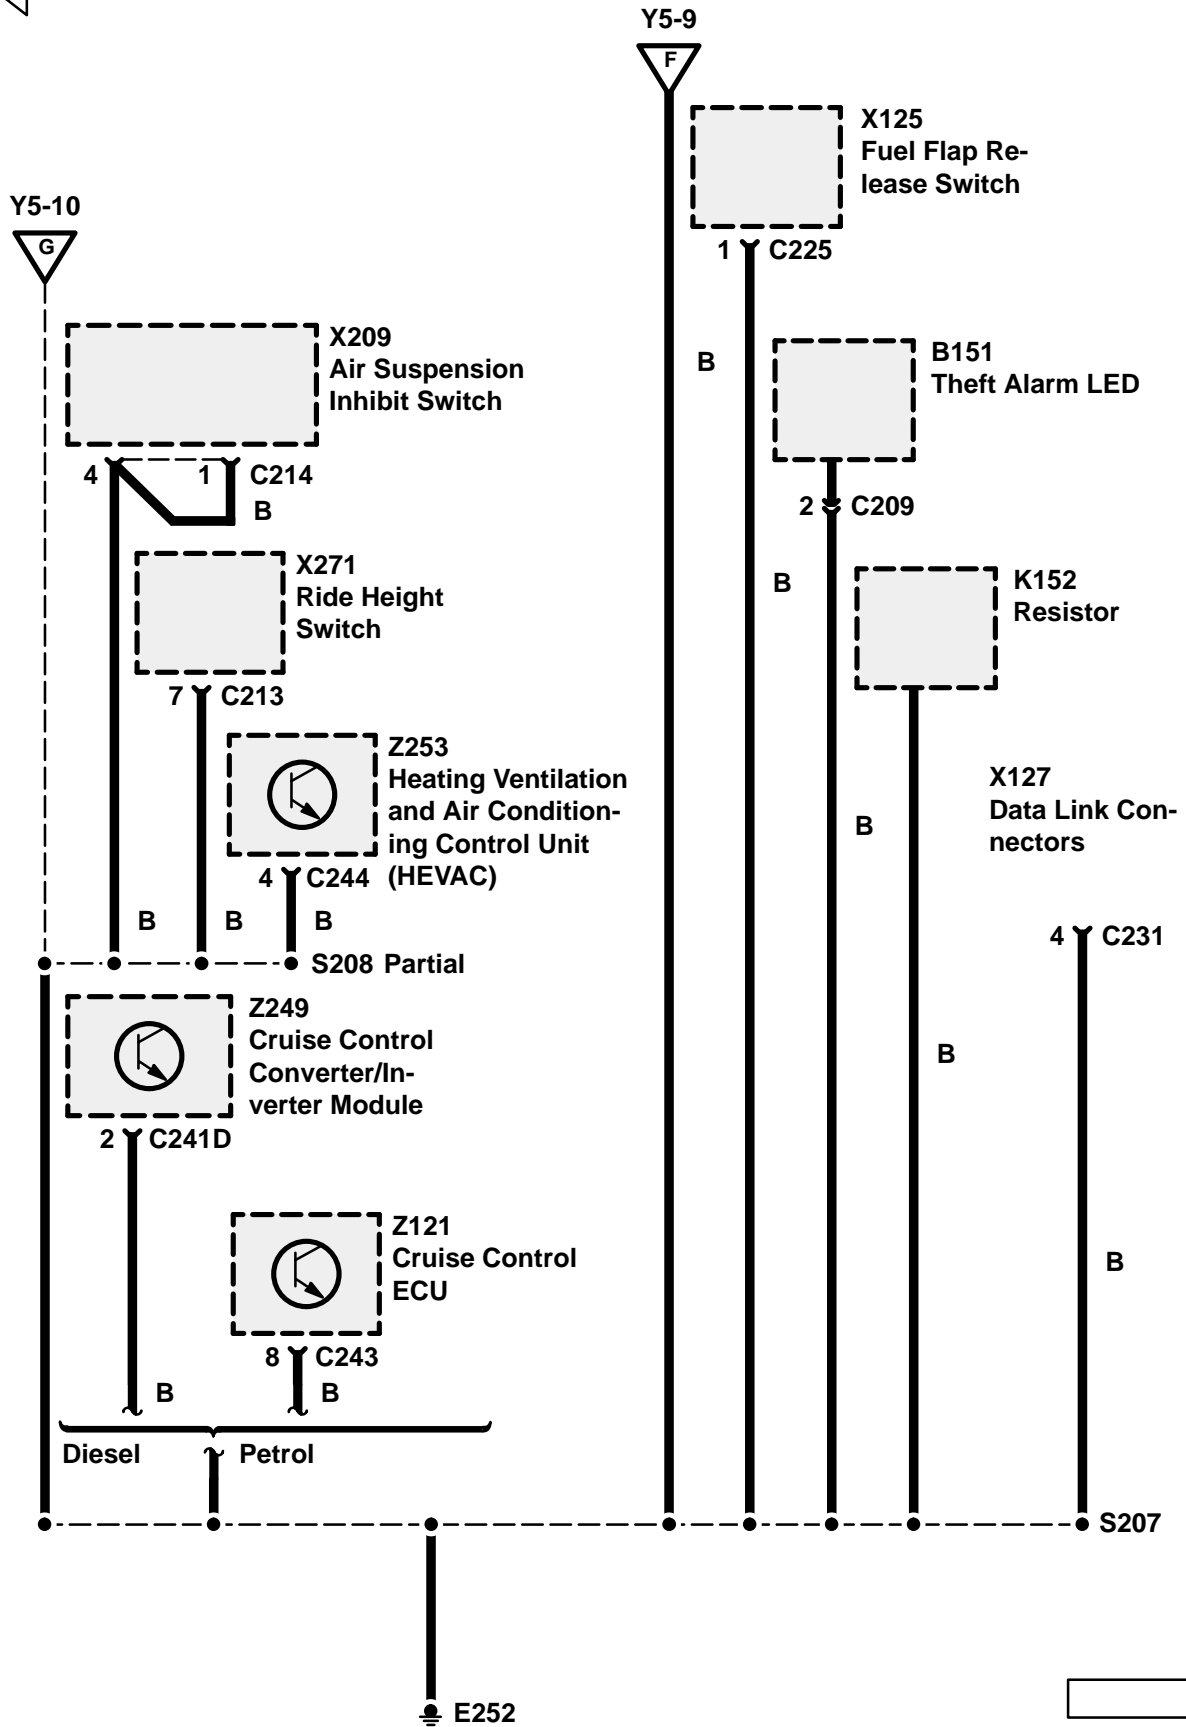 Y5-9
F
X125
Fuel Flap Re-
lease Switch
1 C225
Y5-10
G
X209
Air Suspension
Inhibit Switch
4 1 C214
B
B
B151
Theft Alarm LED
2 C209
X271
Ride Height
Switch
7 C213
B
K152
Resistor
Z253
Heating Ventilation
and Air Condition-
ing Control Unit
(HEVAC)
4 C244
B
X127
Data Link Con-
nectors
4 C231
B B B
S208 Partial
Z249
Cruise Control
Converter/In-
verter Module
2 C241D
B
Z121
Cruise Control
ECU
8 C243
B
B B
Diesel Petrol
S207
E252